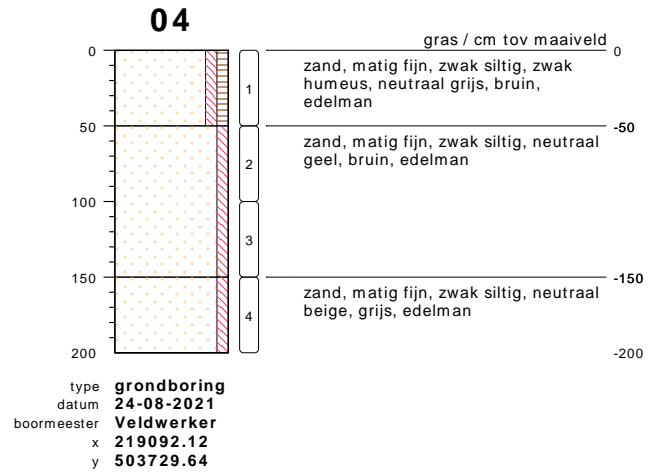 04
gras / cm tov maaiveld
0
0
zand, matig fijn, zwak siltig, zwak
humeus, neutraal grijs, bruin,
edelman
1
50
-50
zand, matig fijn, zwak siltig, neutraal
geel, bruin, edelman
2
100
3
150
-150
zand, matig fijn, zwak siltig, neutraal
beige, grijs, edelman
4
200
-200
type grondboring
datum 24-08-2021
boormeester Veldwerker
x 219092.12
y 503729.64